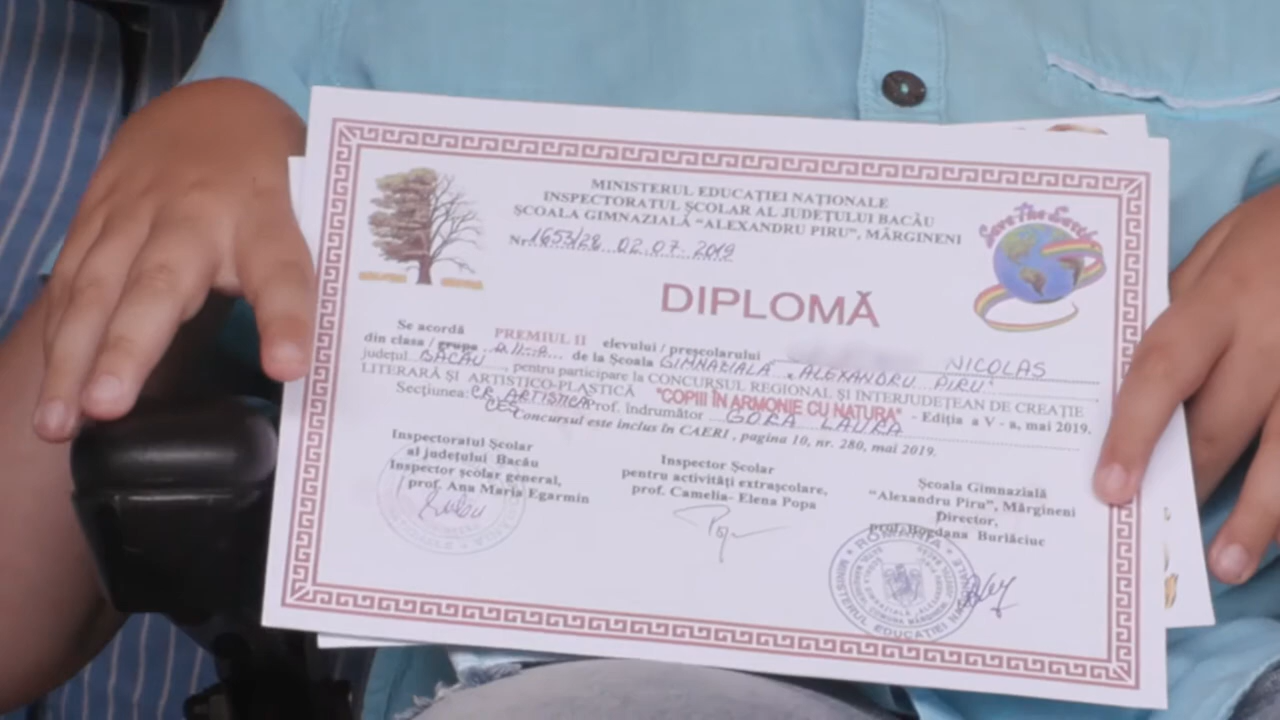 MINISTERUL EDUCAȚIEI NAȚIONALE
INSPECTORATUL ȘCOLAR AL JUDEȚULUI BACĂU
ȘCOALA GIMNAZIALĂ "ALEXANDRU PIRU", MĂRGINENI
Nr. 1653/28 02.07.2019
Save The Earth
DIPLOMĂ
Se acordă PREMIUL II elevului / preșcolarului NICOLAS
din clasa / grupa a II-a de la Școala GIMNAZIALĂ "ALEXANDRU PIRU"
județul BACĂU, pentru participare la CONCURSUL REGIONAL ȘI INTERJUDEȚEAN DE CREAȚIE
LITERARĂ ȘI ARTISTICO-PLASTICĂ "COPIII ÎN ARMONIE CU NATURA" - Ediția a V - a, mai 2019.
Secțiunea: CR. ARTISTICĂ Prof. îndrumător GORA LAURA
CES
Concursul este inclus în CAERI , pagina 10, nr. 280, mai 2019.
Inspectoratul Școlar
al județului Bacău
Inspector școlar general,
prof. Ana Maria Egarmin
Inspector Școlar
pentru activități extrașcolare,
prof. Camelia- Elena Popa
Școala Gimnazială
"Alexandru Piru", Mărgineni
Director,
prof. Bogdana Burlăciuc
ROMÂNIA
MINISTERUL EDUCAȚIEI NAȚIONALE